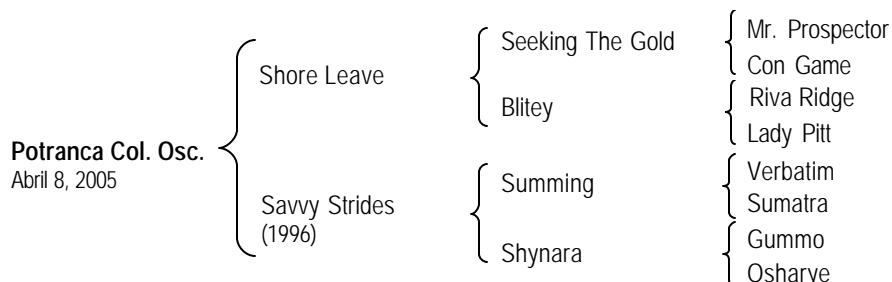 Mr. Prospector
Seeking The Gold
Con Game
Shore Leave
Riva Ridge
Blitey
Lady Pitt
Potranca Col. Osc.
Abril 8, 2005
Verbatim
Summing
Sumatra
Savvy Strides
(1996)
Gummo
Shynara
Osharve